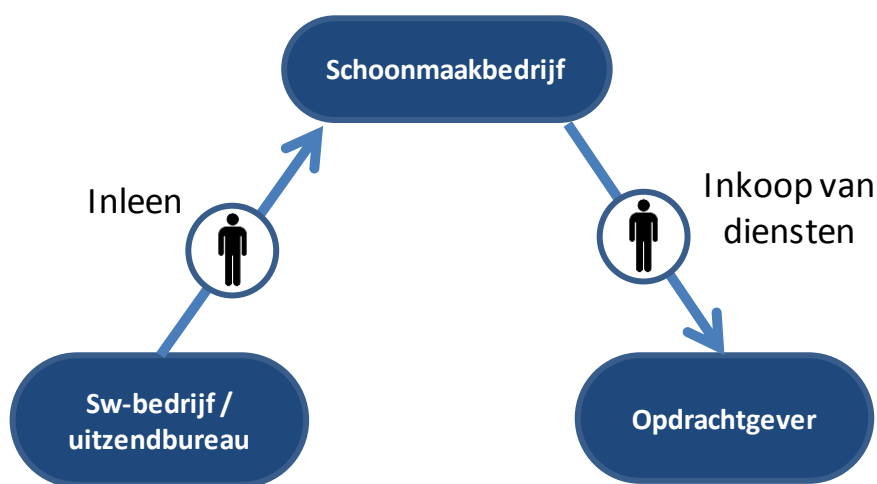 Schoonmaakbedrijf
Inleen
Inkoop van
diensten
Sw-bedrijf /
uitzendbureau
Opdrachtgever